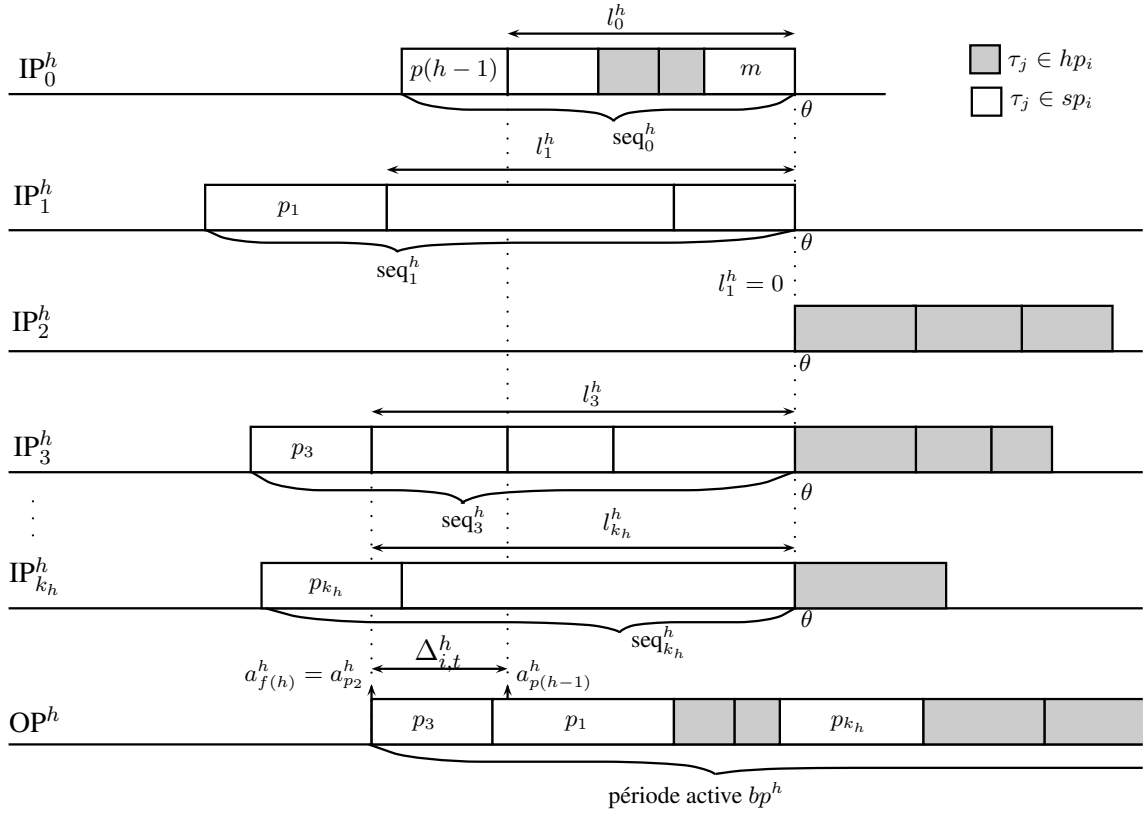 l_0^h
IP_0^h p(h − 1) m
θ
seq_0^h
τ_j ∈ hp_i
τ_j ∈ sp_i
l_1^h
IP_1^h p_1
θ
seq_1^h
l_1^h = 0
IP_2^h
θ
l_3^h
IP_3^h p_3
θ
seq_3^h
l_{k_h}^h
IP_{k_h}^h p_{k_h}
θ
seq_{k_h}^h
Δ_{i,t}^h
a_{f(h)}^h = a_{p_2}^h a_{p(h−1)}^h
OP^h p_3 p_1 p_{k_h}
période active bp^h